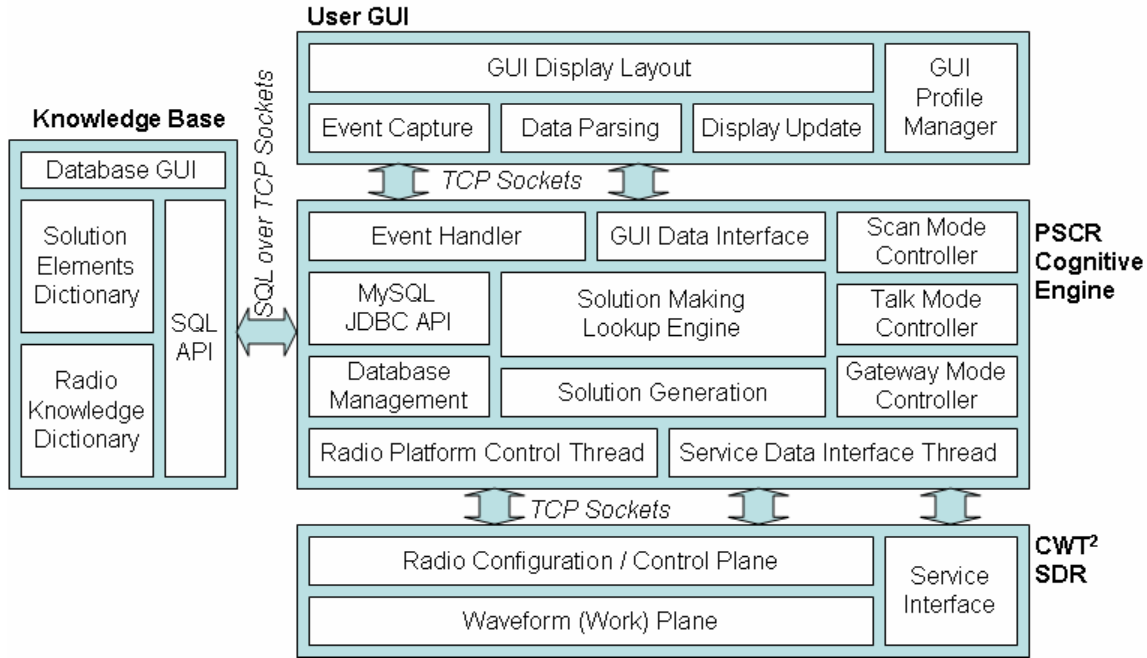 User GUI
GUI Display Layout
GUI
Profile
Manager
Event Capture
Data Parsing
Display Update
Knowledge Base
Database GUI
Solution
Elements
Dictionary
SQL
API
Radio
Knowledge
Dictionary
SQL over TCP Sockets
TCP Sockets
PSCR
Cognitive
Engine
Event Handler
GUI Data Interface
Scan Mode
Controller
MySQL
JDBC API
Solution Making
Lookup Engine
Talk Mode
Controller
Database
Management
Solution Generation
Gateway Mode
Controller
Radio Platform Control Thread
Service Data Interface Thread
TCP Sockets
CWT²
SDR
Radio Configuration / Control Plane
Service
Interface
Waveform (Work) Plane